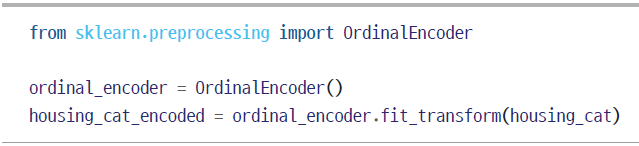 from sklearn.preprocessing import OrdinalEncoder
ordinal_encoder = OrdinalEncoder()
housing_cat_encoded = ordinal_encoder.fit_transform(housing_cat)